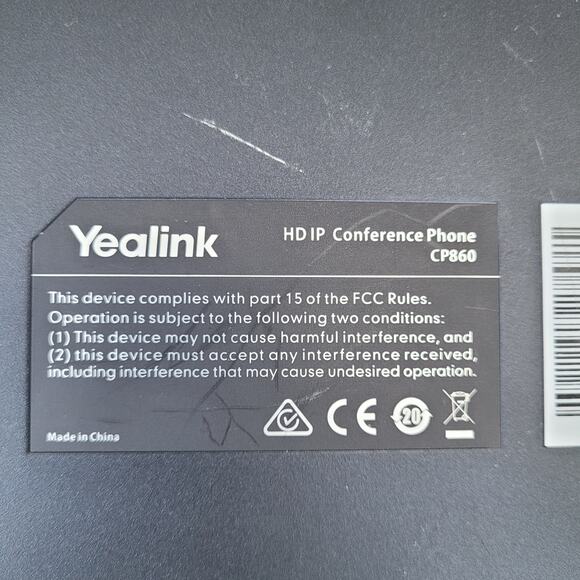 Yealink
HD IP Conference Phone
CP860
This device complies with part 15 of the FCC Rules.
Operation is subject to the following two conditions:
(1) This device may not cause harmful interference, and
(2) this device must accept any interference received,
including interference that may cause undesired operation.
Made in China
CE
20